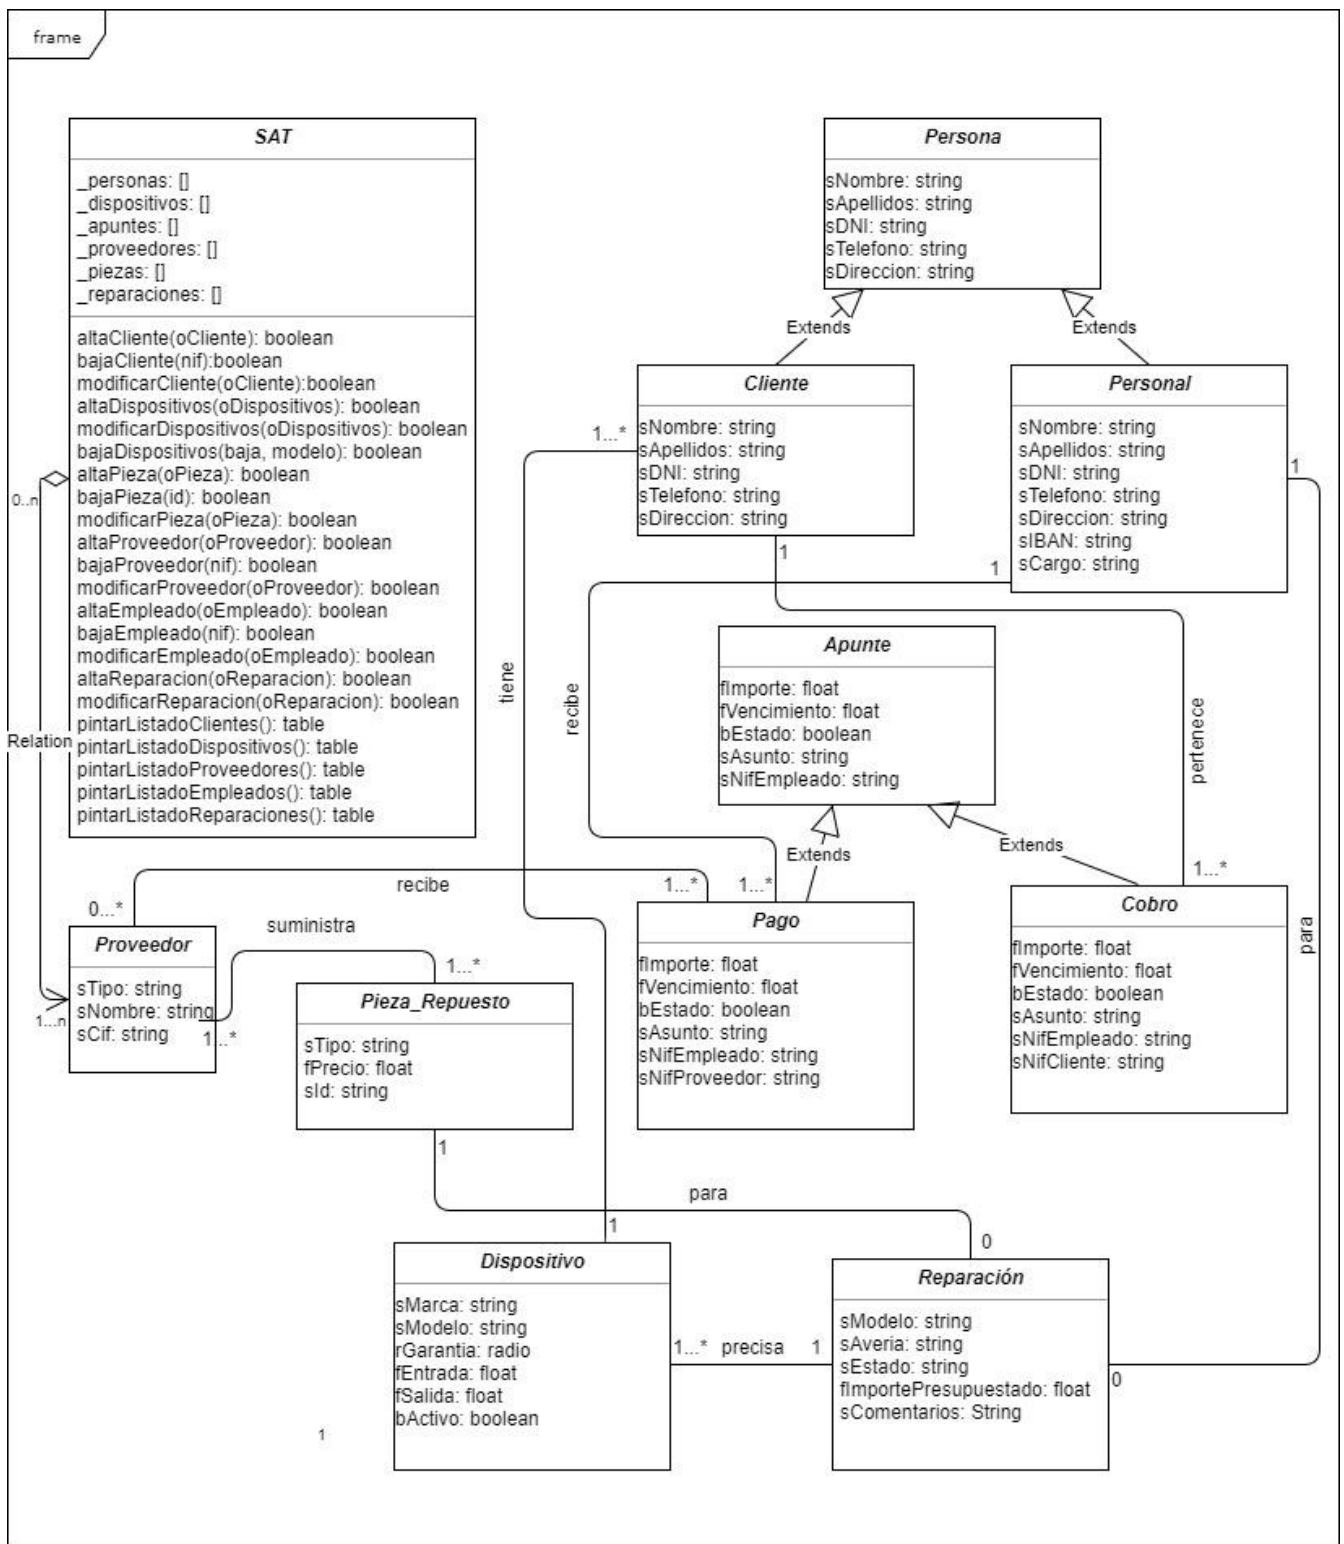 frame
SAT
_personas: []
_dispositivos: []
_apuntes: []
_proveedores: []
_piezas: []
_reparaciones: []
altaCliente(oCliente): boolean
bajaCliente(nif):boolean
modificarCliente(oCliente):boolean
altaDispositivos(oDispositivos): boolean
modificarDispositivos(oDispositivos): boolean
bajaDispositivos(baja, modelo): boolean
altaPieza(oPieza): boolean
bajaPieza(id): boolean
modificarPieza(oPieza): boolean
altaProveedor(oProveedor): boolean
bajaProveedor(nif): boolean
modificarProveedor(oProveedor): boolean
altaEmpleado(oEmpleado): boolean
bajaEmpleado(nif): boolean
modificarEmpleado(oEmpleado): boolean
altaReparacion(oReparacion): boolean
modificarReparacion(oReparacion): boolean
pintarListadoClientes(): table
pintarListadoDispositivos(): table
pintarListadoProveedores(): table
pintarListadoEmpleados(): table
pintarListadoReparaciones(): table
0..n
Relation
1...n
Persona
sNombre: string
sApellidos: string
sDNI: string
sTelefono: string
sDireccion: string
Extends
Extends
Cliente
sNombre: string
sApellidos: string
sDNI: string
sTelefono: string
sDireccion: string
1...*
1
Personal
sNombre: string
sApellidos: string
sDNI: string
sTelefono: string
sDireccion: string
sIBAN: string
sCargo: string
1
1
tiene
recibe
pertenece
para
Apunte
fImporte: float
fVencimiento: float
bEstado: boolean
sAsunto: string
sNifEmpleado: string
Extends
Extends
recibe
0...*
1...*
1...*
1...*
Proveedor
sTipo: string
sNombre: string
sCif: string
1...*
suministra
1...*
Pieza_Repuesto
sTipo: string
fPrecio: float
sId: string
1
Pago
fImporte: float
fVencimiento: float
bEstado: boolean
sAsunto: string
sNifEmpleado: string
sNifProveedor: string
Cobro
fImporte: float
fVencimiento: float
bEstado: boolean
sAsunto: string
sNifEmpleado: string
sNifCliente: string
para
0
1
Dispositivo
sMarca: string
sModelo: string
rGarantia: radio
fEntrada: float
fSalida: float
bActivo: boolean
1...* precisa 1
Reparación
sModelo: string
sAveria: string
sEstado: string
fImportePresupuestado: float
sComentarios: String
0
1